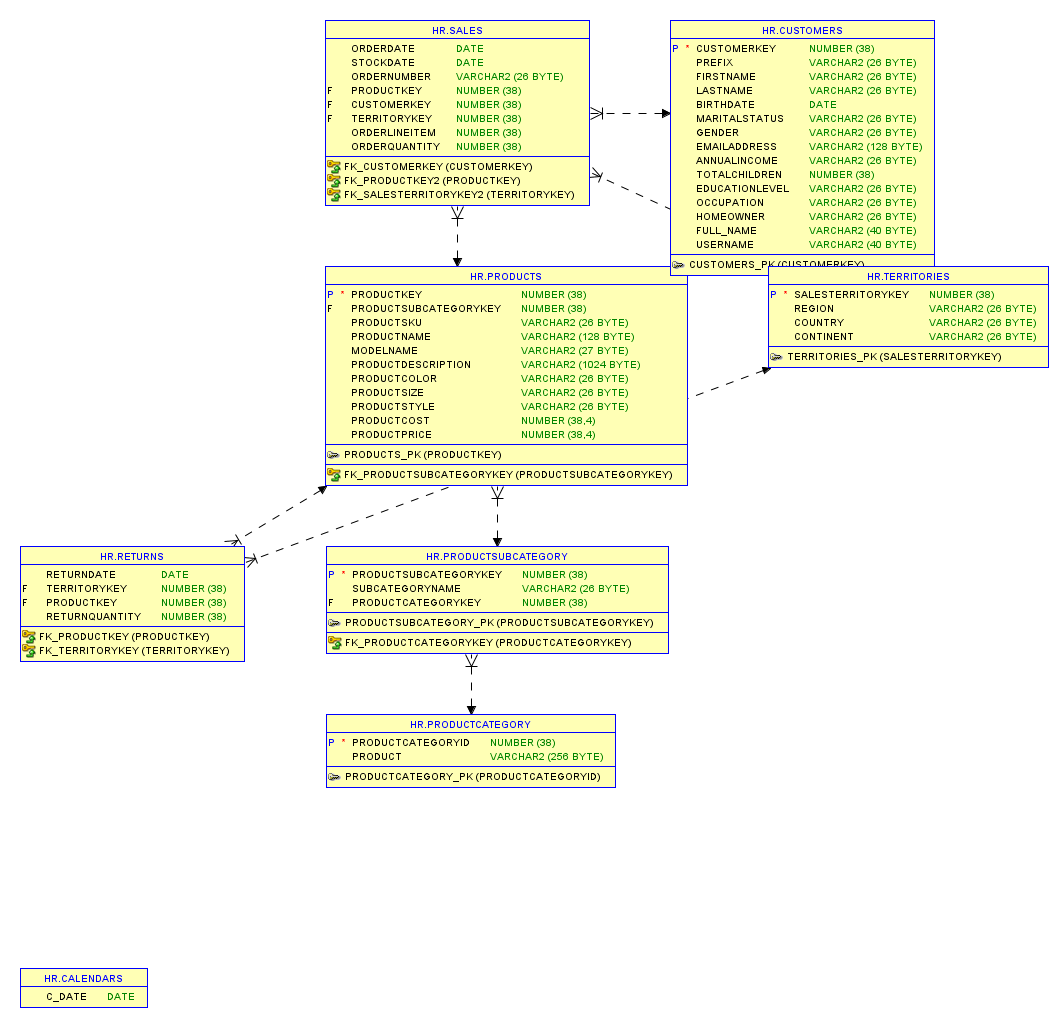 HR.SALES
ORDERDATE DATE
STOCKDATE DATE
ORDERNUMBER VARCHAR2 (26 BYTE)
F PRODUCTKEY NUMBER (38)
F CUSTOMERKEY NUMBER (38)
F TERRITORYKEY NUMBER (38)
ORDERLINEITEM NUMBER (38)
ORDERQUANTITY NUMBER (38)
FK_CUSTOMERKEY (CUSTOMERKEY)
FK_PRODUCTKEY2 (PRODUCTKEY)
FK_SALESTERRITORYKEY2 (TERRITORYKEY)
HR.CUSTOMERS
P * CUSTOMERKEY NUMBER (38)
PREFIX VARCHAR2 (26 BYTE)
FIRSTNAME VARCHAR2 (26 BYTE)
LASTNAME VARCHAR2 (26 BYTE)
BIRTHDATE DATE
MARITALSTATUS VARCHAR2 (26 BYTE)
GENDER VARCHAR2 (26 BYTE)
EMAILADDRESS VARCHAR2 (128 BYTE)
ANNUALINCOME VARCHAR2 (26 BYTE)
TOTALCHILDREN NUMBER (38)
EDUCATIONLEVEL VARCHAR2 (26 BYTE)
OCCUPATION VARCHAR2 (26 BYTE)
HOMEOWNER VARCHAR2 (26 BYTE)
FULL_NAME VARCHAR2 (40 BYTE)
USERNAME VARCHAR2 (40 BYTE)
CUSTOMERS_PK (CUSTOMERKEY)
HR.PRODUCTS
P * PRODUCTKEY NUMBER (38)
F PRODUCTSUBCATEGORYKEY NUMBER (38)
PRODUCTSKU VARCHAR2 (26 BYTE)
PRODUCTNAME VARCHAR2 (128 BYTE)
MODELNAME VARCHAR2 (27 BYTE)
PRODUCTDESCRIPTION VARCHAR2 (1024 BYTE)
PRODUCTCOLOR VARCHAR2 (26 BYTE)
PRODUCTSIZE VARCHAR2 (26 BYTE)
PRODUCTSTYLE VARCHAR2 (26 BYTE)
PRODUCTCOST NUMBER (38,4)
PRODUCTPRICE NUMBER (38,4)
PRODUCTS_PK (PRODUCTKEY)
FK_PRODUCTSUBCATEGORYKEY (PRODUCTSUBCATEGORYKEY)
HR.TERRITORIES
P * SALESTERRITORYKEY NUMBER (38)
REGION VARCHAR2 (26 BYTE)
COUNTRY VARCHAR2 (26 BYTE)
CONTINENT VARCHAR2 (26 BYTE)
TERRITORIES_PK (SALESTERRITORYKEY)
HR.RETURNS
RETURNDATE DATE
F TERRITORYKEY NUMBER (38)
F PRODUCTKEY NUMBER (38)
RETURNQUANTITY NUMBER (38)
FK_PRODUCTKEY (PRODUCTKEY)
FK_TERRITORYKEY (TERRITORYKEY)
HR.PRODUCTSUBCATEGORY
P * PRODUCTSUBCATEGORYKEY NUMBER (38)
SUBCATEGORYNAME VARCHAR2 (26 BYTE)
F PRODUCTCATEGORYKEY NUMBER (38)
PRODUCTSUBCATEGORY_PK (PRODUCTSUBCATEGORYKEY)
FK_PRODUCTCATEGORYKEY (PRODUCTCATEGORYKEY)
HR.PRODUCTCATEGORY
P * PRODUCTCATEGORYID NUMBER (38)
PRODUCT VARCHAR2 (256 BYTE)
PRODUCTCATEGORY_PK (PRODUCTCATEGORYID)
HR.CALENDARS
C_DATE DATE